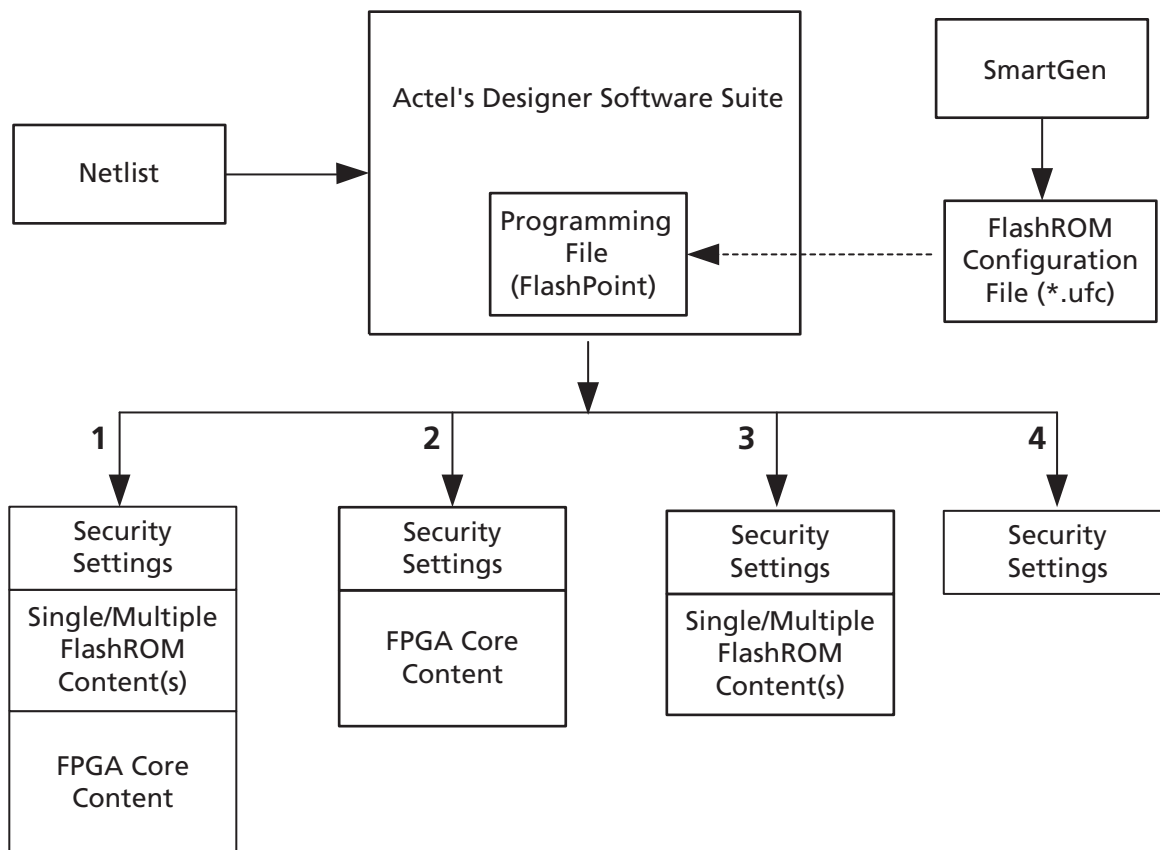 Actel's Designer Software Suite
SmartGen
Netlist
Programming
File
(FlashPoint)
FlashROM
Configuration
File (*.ufc)
1
2
3
4
Security
Settings
Single/Multiple
FlashROM
Content(s)
FPGA Core
Content
Security
Settings
FPGA Core
Content
Security
Settings
Single/Multiple
FlashROM
Content(s)
Security
Settings